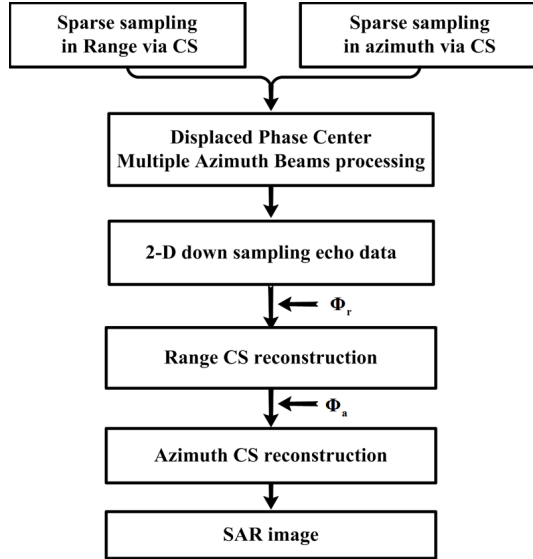 Sparse sampling
in Range via CS
Sparse sampling
in azimuth via CS
Displaced Phase Center
Multiple Azimuth Beams processing
2-D down sampling echo data
Φr
Range CS reconstruction
Φa
Azimuth CS reconstruction
SAR image